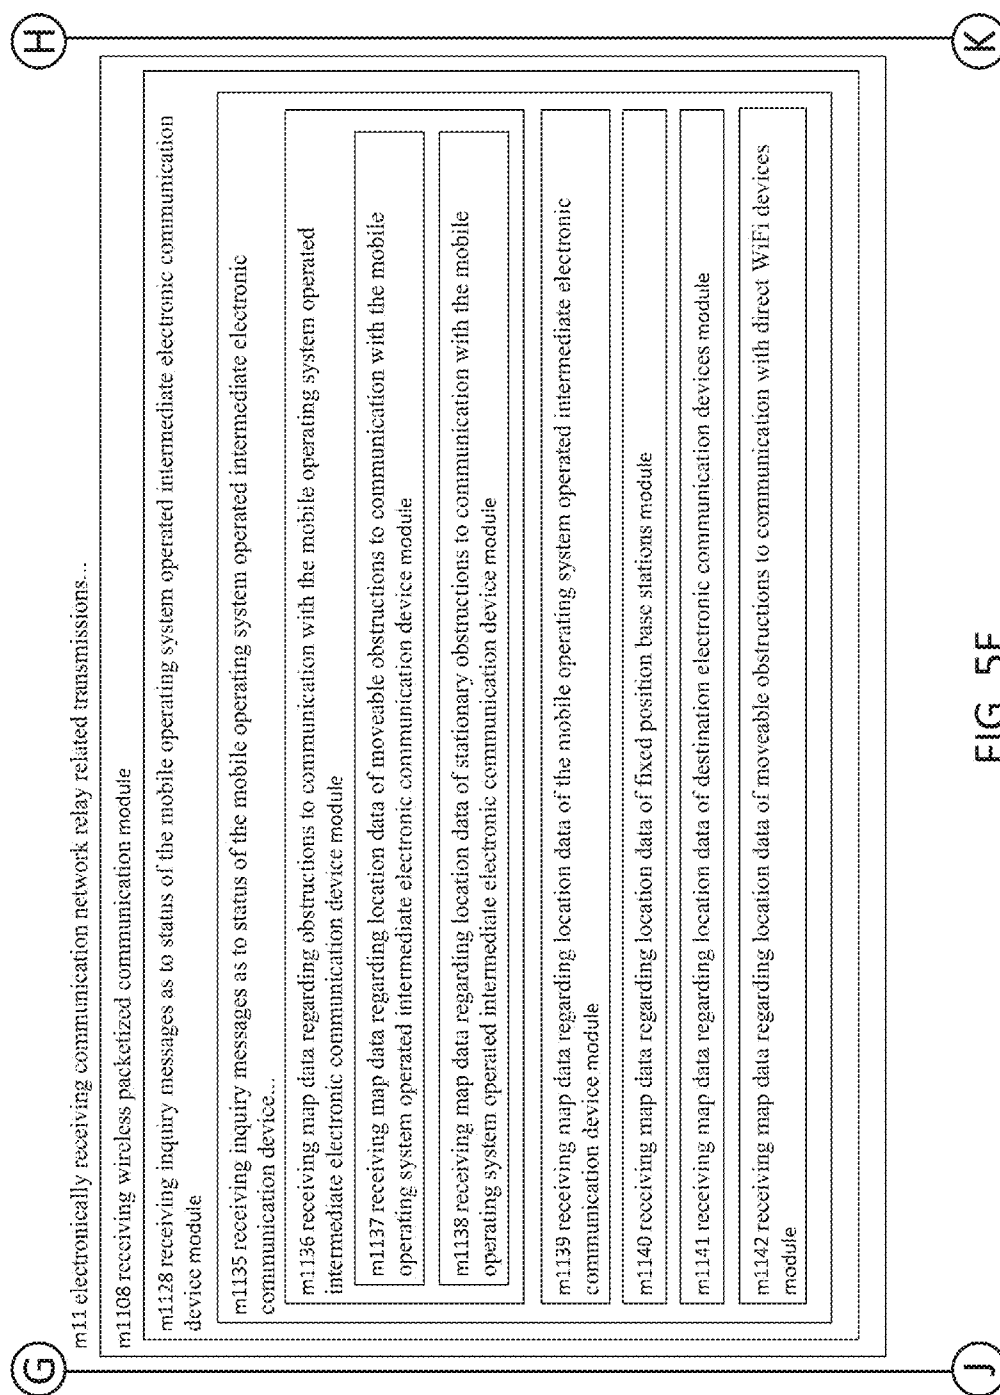 G
H
m11 electronically receiving communication network relay related transmissions...
m1108 receiving wireless packetized communication module
m1128 receiving inquiry messages as to status of the mobile operating system operated intermediate electronic communication
device module
m1135 receiving inquiry messages as to status of the mobile operating system operated intermediate electronic
communication device...
m1136 receiving map data regarding obstructions to communication with the mobile operating system operated
intermediate electronic communication device module
m1137 receiving map data regarding location data of moveable obstructions to communication with the mobile
operating system operated intermediate electronic communication device module
m1138 receiving map data regarding location data of stationary obstructions to communication with the mobile
operating system operated intermediate electronic communication device module
m1139 receiving map data regarding location data of the mobile operating system operated intermediate electronic
communication device module
m1140 receiving map data regarding location data of fixed position base stations module
m1141 receiving map data regarding location data of destination electronic communication devices module
m1142 receiving map data regarding location data of moveable obstructions to communication with direct WiFi devices
module
J
K